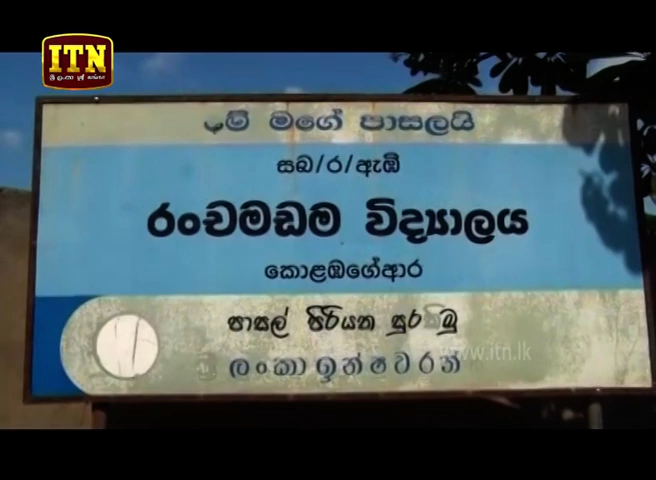 ITN
මේ මගේ පාසලයි
සබ/ර/ඇඹි
රංචමඩම විද්‍යාලය
කොළඹගේආර
පාසල් පිරියත
ලංකා ඉන්ෂුවරන්
www.itn.lk